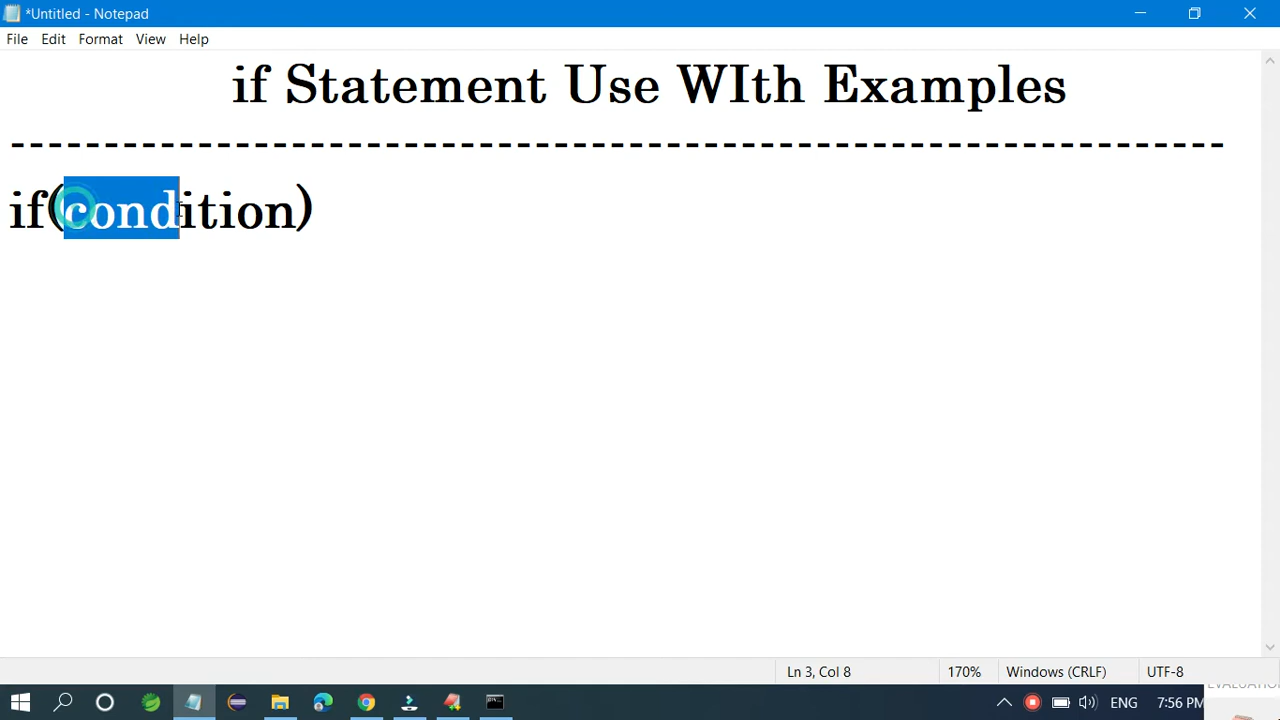 *Untitled - Notepad
File Edit Format View Help
if Statement Use WIth Examples
-----------------------------------------------------------------
if(condition)
Ln 3, Col 8 170% Windows (CRLF) UTF-8
ENG 7:56 PM